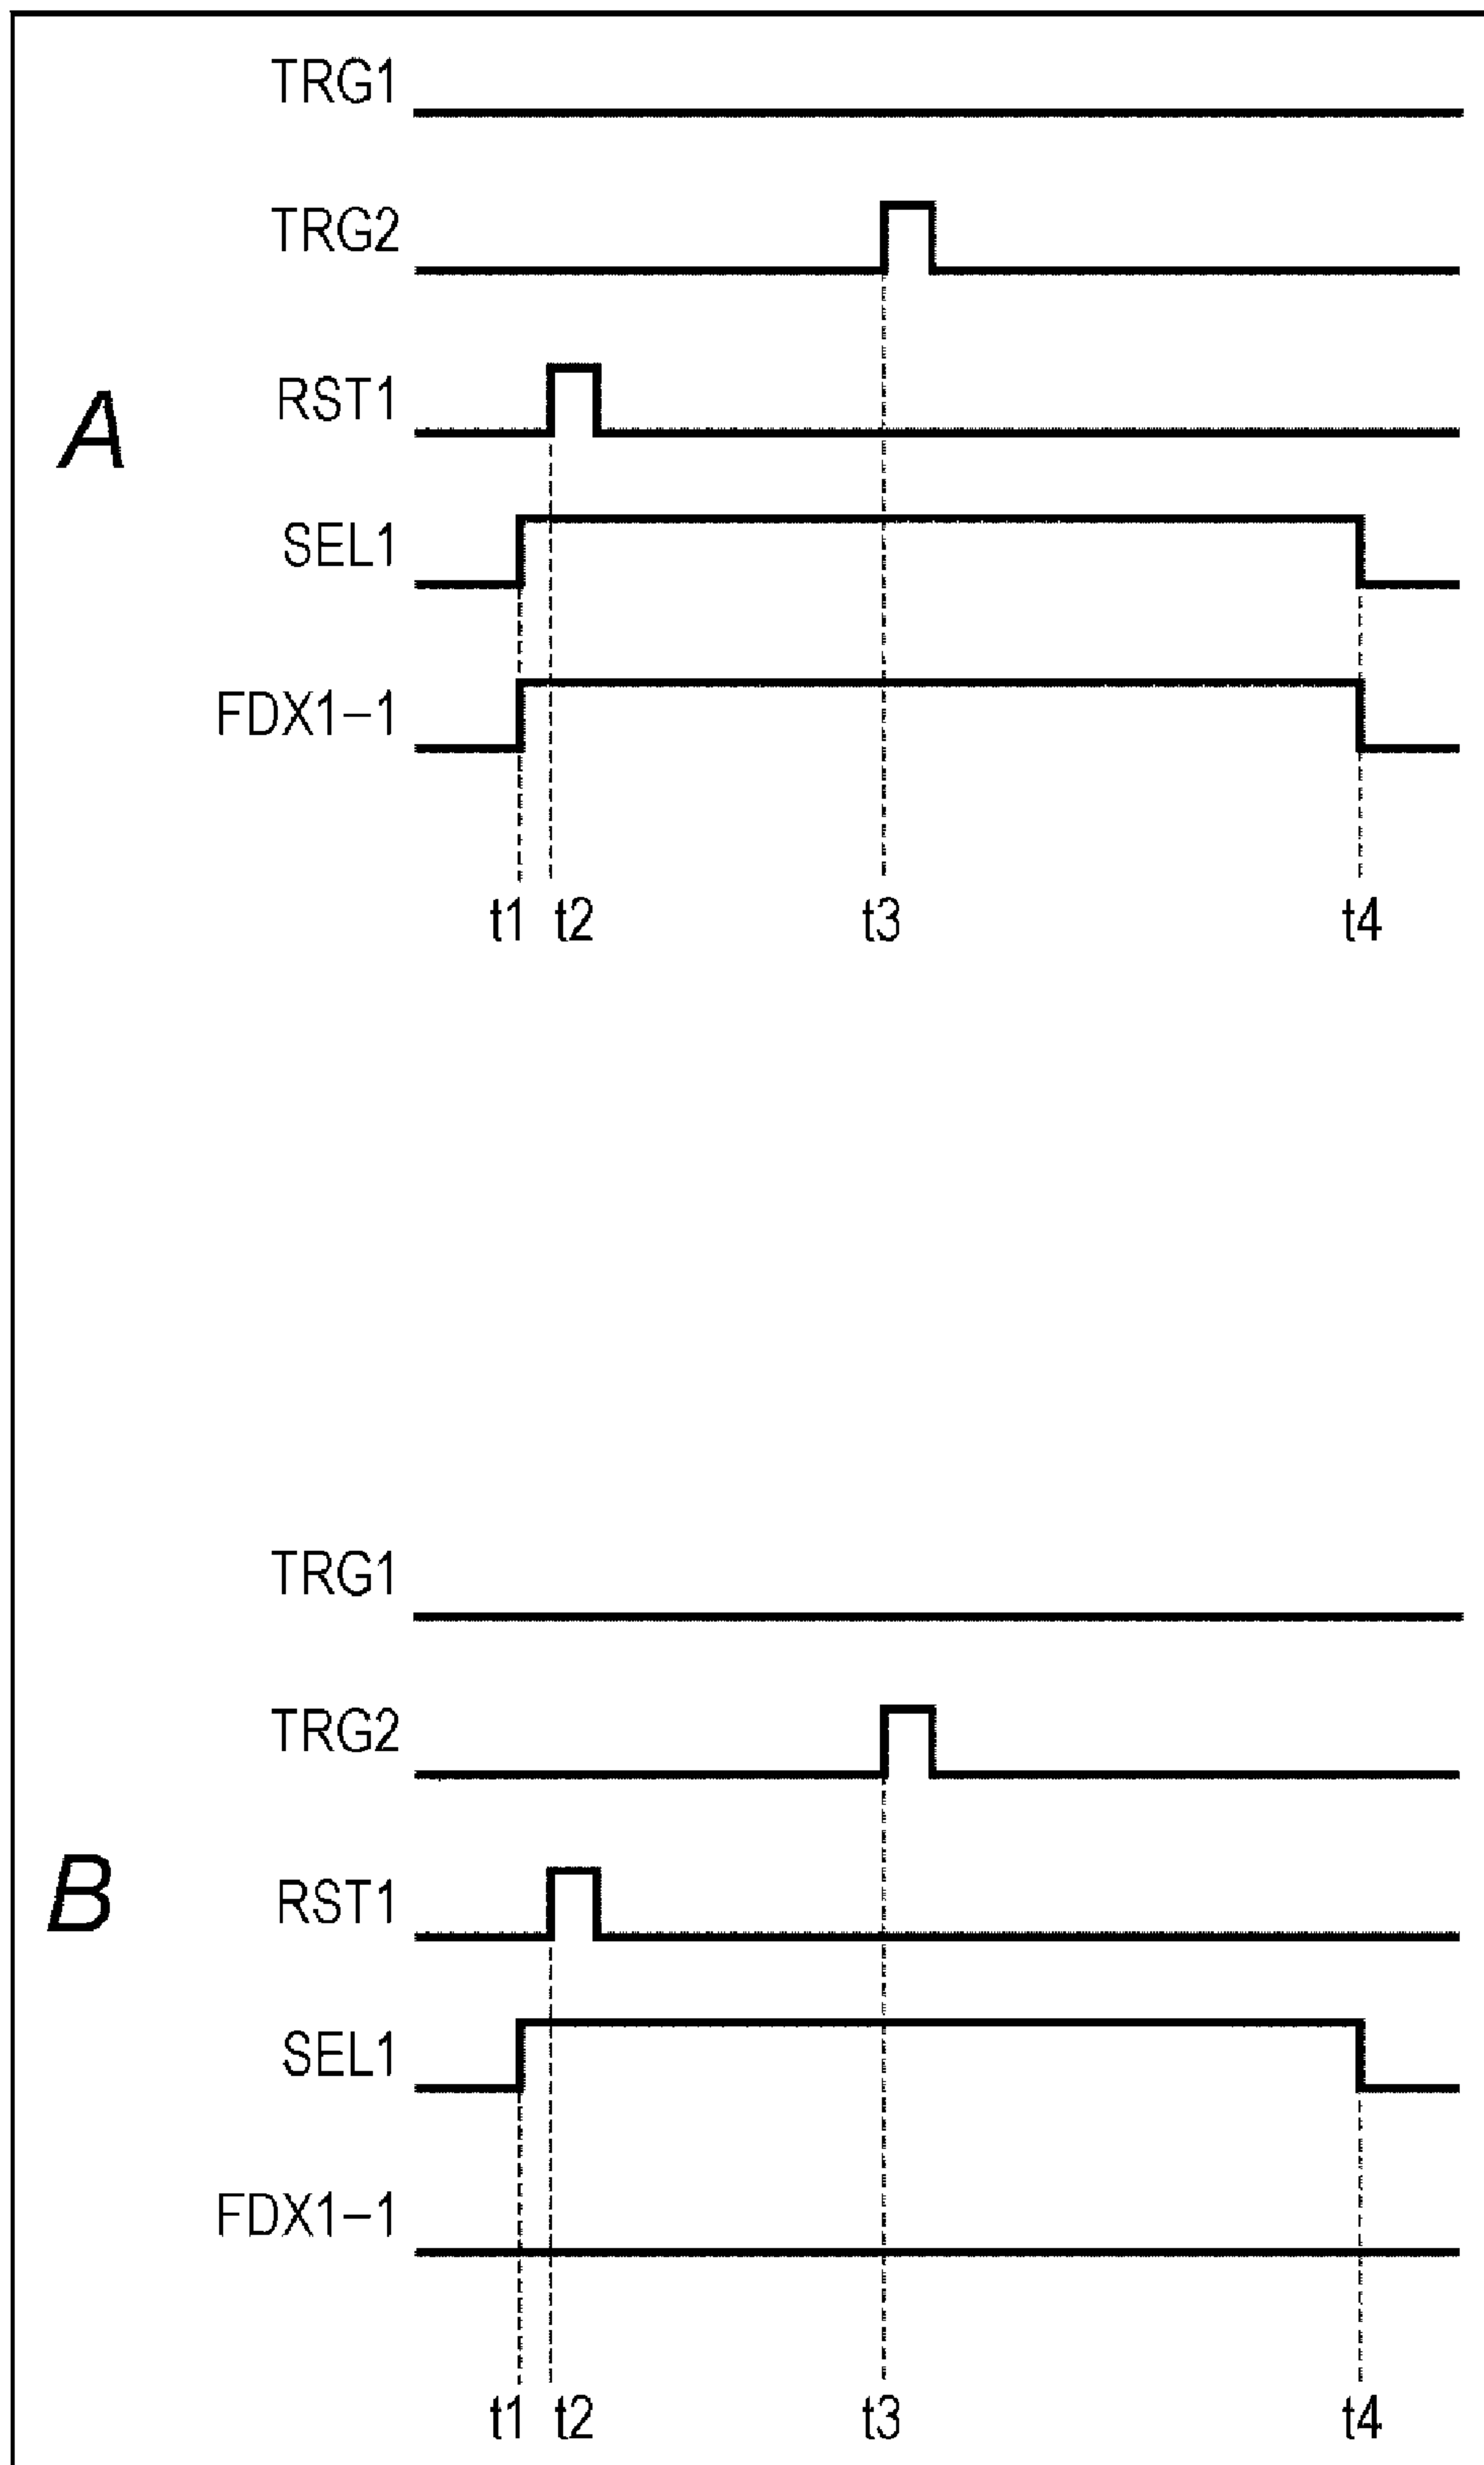 TRG1
TRG2
A
RST1
SEL1
FDX1-1
t1 t2 t3 t4
TRG1
TRG2
B
RST1
SEL1
FDX1-1
t1 t2 t3 t4